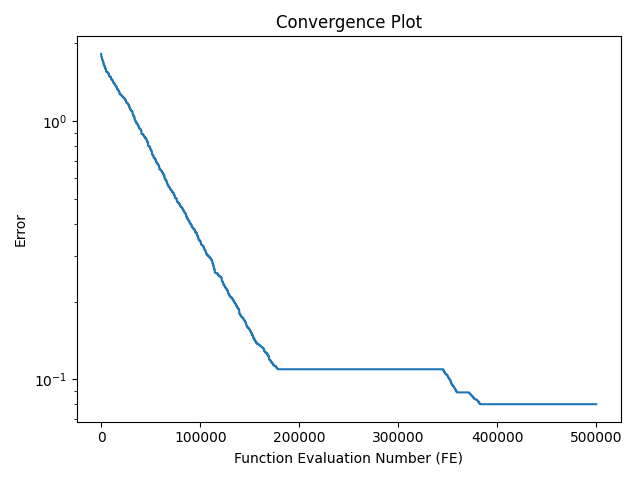 Convergence Plot
Error
10⁰
10⁻¹
0 100000 200000 300000 400000 500000
Function Evaluation Number (FE)